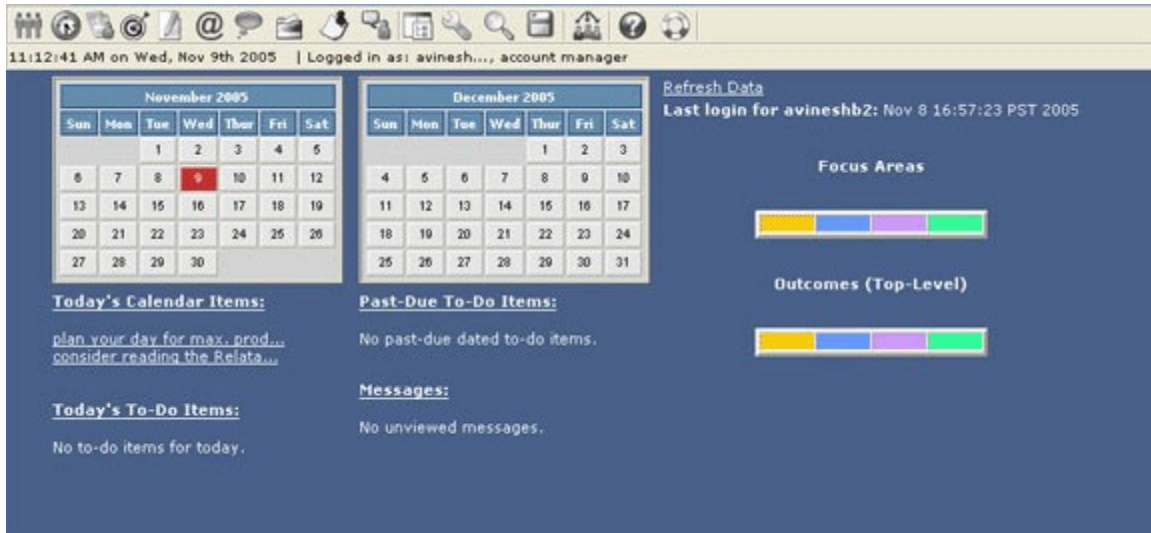 11:12:41 AM on Wed, Nov 9th 2005 | Logged in as: avinesh..., account manager
November 2005
Sun Mon Tue Wed Thur Fri Sat
1 2 3 4 5
6 7 8 9 10 11 12
13 14 15 16 17 18 19
20 21 22 23 24 25 26
27 28 29 30
Today's Calendar Items:
plan your day for max. prod...
consider reading the Relata...
Today's To-Do Items:
No to-do items for today.
December 2005
Sun Mon Tue Wed Thur Fri Sat
1 2 3
4 5 6 7 8 9 10
11 12 13 14 15 16 17
18 19 20 21 22 23 24
25 26 27 28 29 30 31
Past-Due To-Do Items:
No past-due dated to-do items.
Messages:
No unviewed messages.
Refresh Data
Last login for avineshb2: Nov 8 16:57:23 PST 2005
Focus Areas
Outcomes (Top-Level)